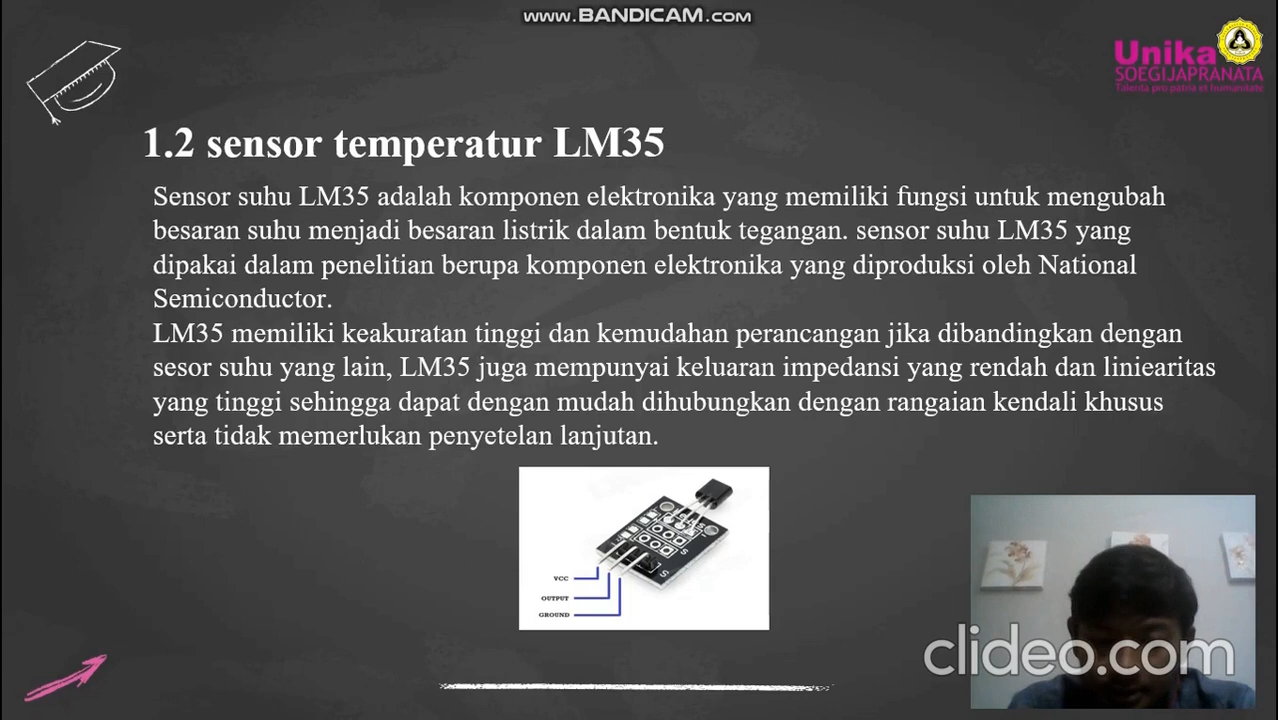 www.BANDICAM.com
Unika
SOEGIJAPRANATA
Talenta pro patria et humanitate
1.2 sensor temperatur LM35
Sensor suhu LM35 adalah komponen elektronika yang memiliki fungsi untuk mengubah
besaran suhu menjadi besaran listrik dalam bentuk tegangan. sensor suhu LM35 yang
dipakai dalam penelitian berupa komponen elektronika yang diproduksi oleh National
Semiconductor.
LM35 memiliki keakuratan tinggi dan kemudahan perancangan jika dibandingkan dengan
sesor suhu yang lain, LM35 juga mempunyai keluaran impedansi yang rendah dan liniearitas
yang tinggi sehingga dapat dengan mudah dihubungkan dengan rangaian kendali khusus
serta tidak memerlukan penyetelan lanjutan.
S
S
VCC
OUTPUT
GROUND
clideo.com